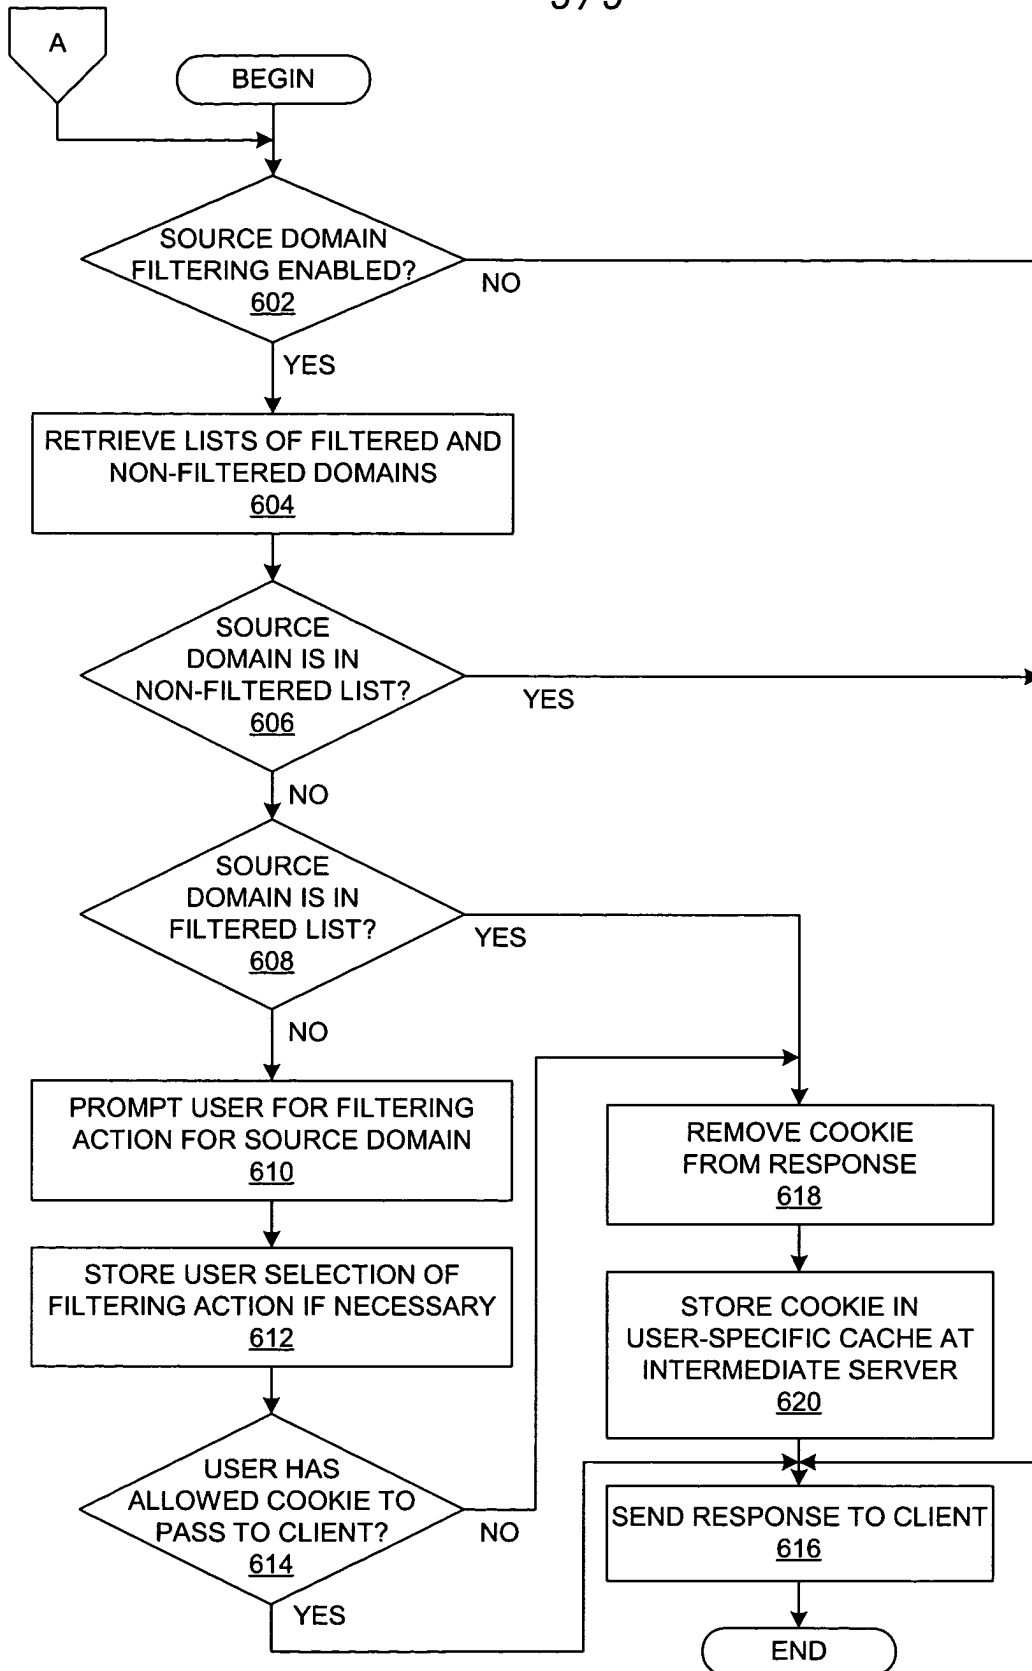 A
BEGIN
SOURCE DOMAIN
FILTERING ENABLED?
602
NO
YES
RETRIEVE LISTS OF FILTERED AND
NON-FILTERED DOMAINS
604
SOURCE
DOMAIN IS IN
NON-FILTERED LIST?
606
YES
NO
SOURCE
DOMAIN IS IN
FILTERED LIST?
608
YES
NO
PROMPT USER FOR FILTERING
ACTION FOR SOURCE DOMAIN
610
STORE USER SELECTION OF
FILTERING ACTION IF NECESSARY
612
USER HAS
ALLOWED COOKIE TO
PASS TO CLIENT?
614
NO
YES
REMOVE COOKIE
FROM RESPONSE
618
STORE COOKIE IN
USER-SPECIFIC CACHE AT
INTERMEDIATE SERVER
620
SEND RESPONSE TO CLIENT
616
END